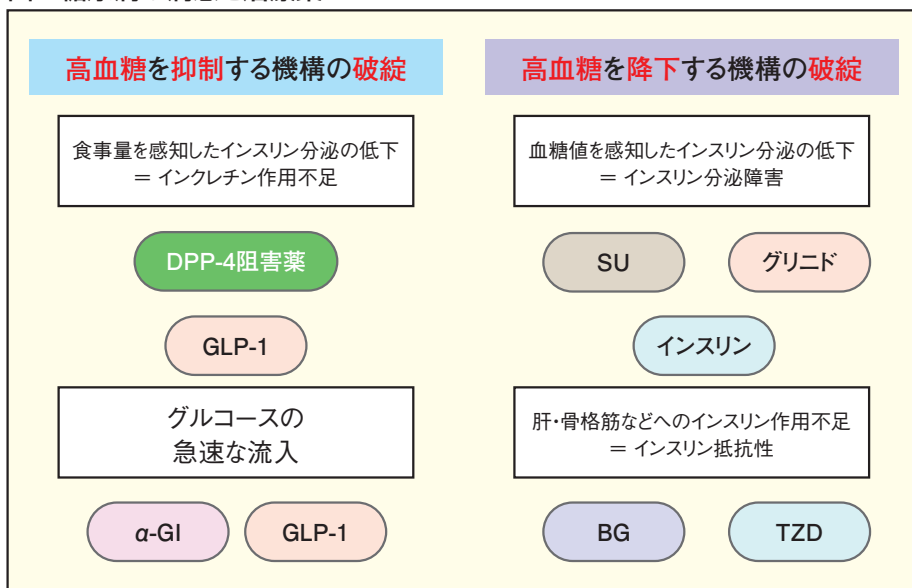 高血糖を抑制する機構の破綻
食事量を感知したインスリン分泌の低下
＝ インクレチン作用不足
DPP-4阻害薬
GLP-1
グルコースの
急速な流入
α-GI
GLP-1
高血糖を降下する機構の破綻
血糖値を感知したインスリン分泌の低下
＝ インスリン分泌障害
SU
グリニド
インスリン
肝・骨格筋などへのインスリン作用不足
＝ インスリン抵抗性
BG
TZD